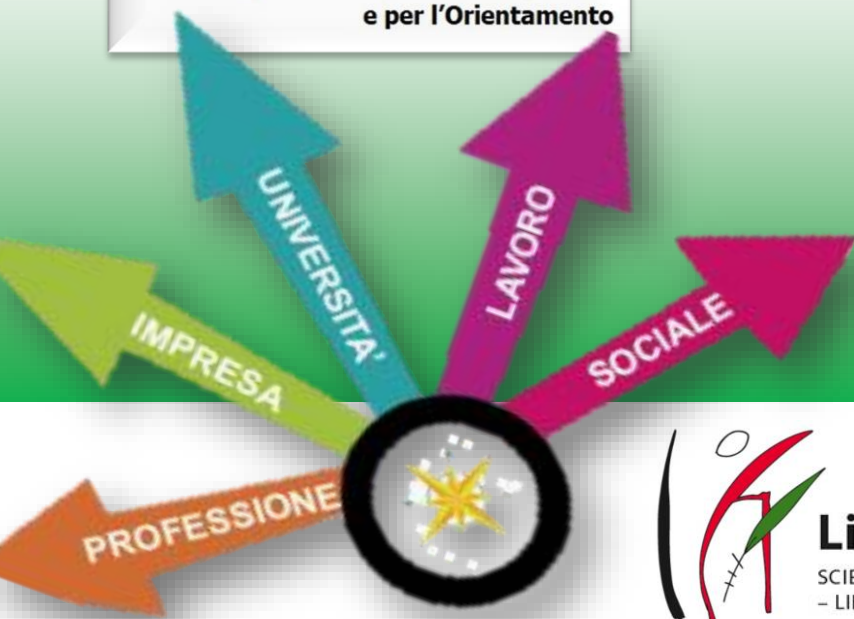 e per l'Orientamento
UNIVERSITA'
LAVORO
IMPRESA
SOCIALE
PROFESSIONE
Li
SCIE
– LI